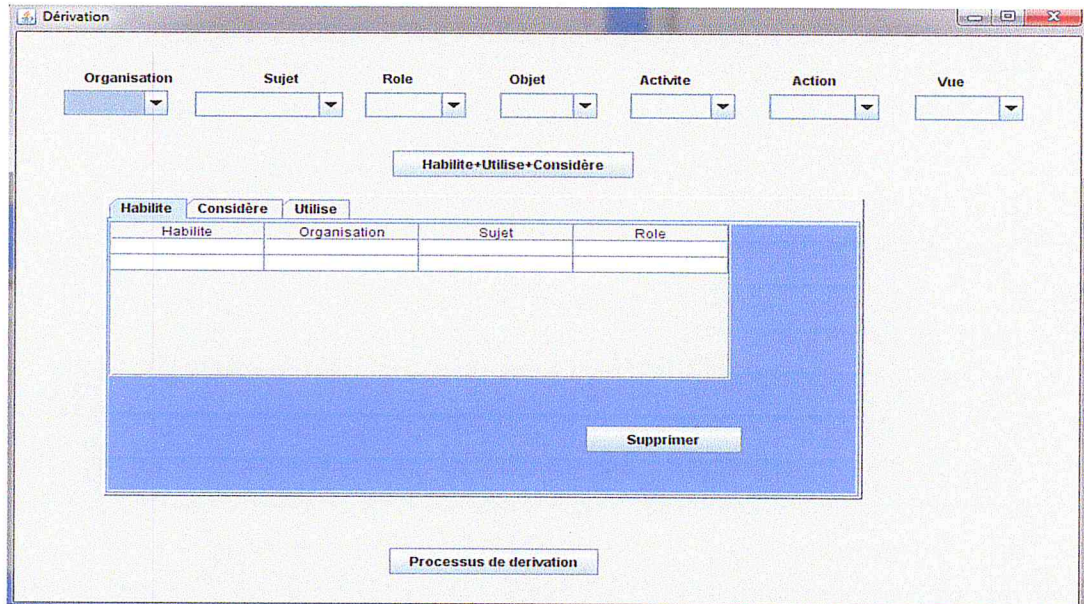 Dérivation
Organisation Sujet Role Objet Activite Action Vue
Habilite+Utilise+Considère
Habilite Considère Utilise
Habilite Organisation Sujet Role
Supprimer
Processus de derivation